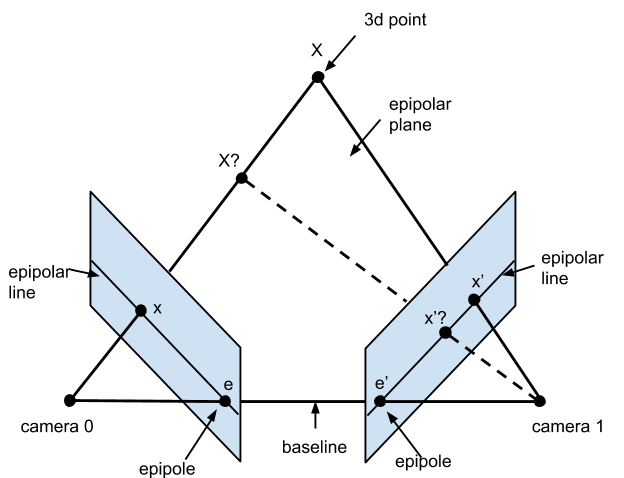 3d point
X
epipolar
plane
X?
epipolar
line
x
e
camera 0
epipole
baseline
epipolar
line
x'
x'?
e'
camera 1
epipole